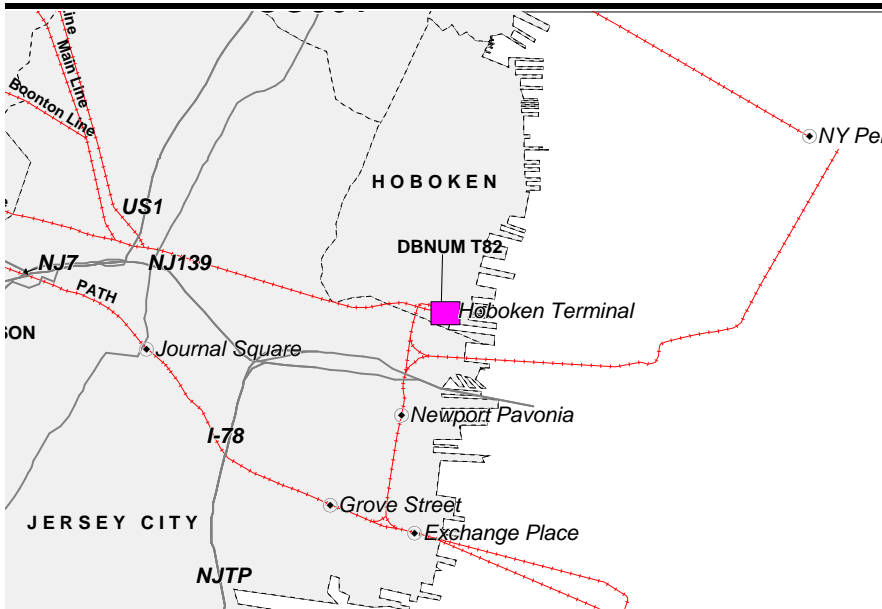 Line
Main Line
Boonton Line
NY Pe
HOBOKEN
US1
DBNUM T82
NJ7
NJ139
PATH
Hoboken Terminal
SON
Journal Square
Newport Pavonia
I-78
Grove Street
JERSEY CITY
Exchange Place
NJTP